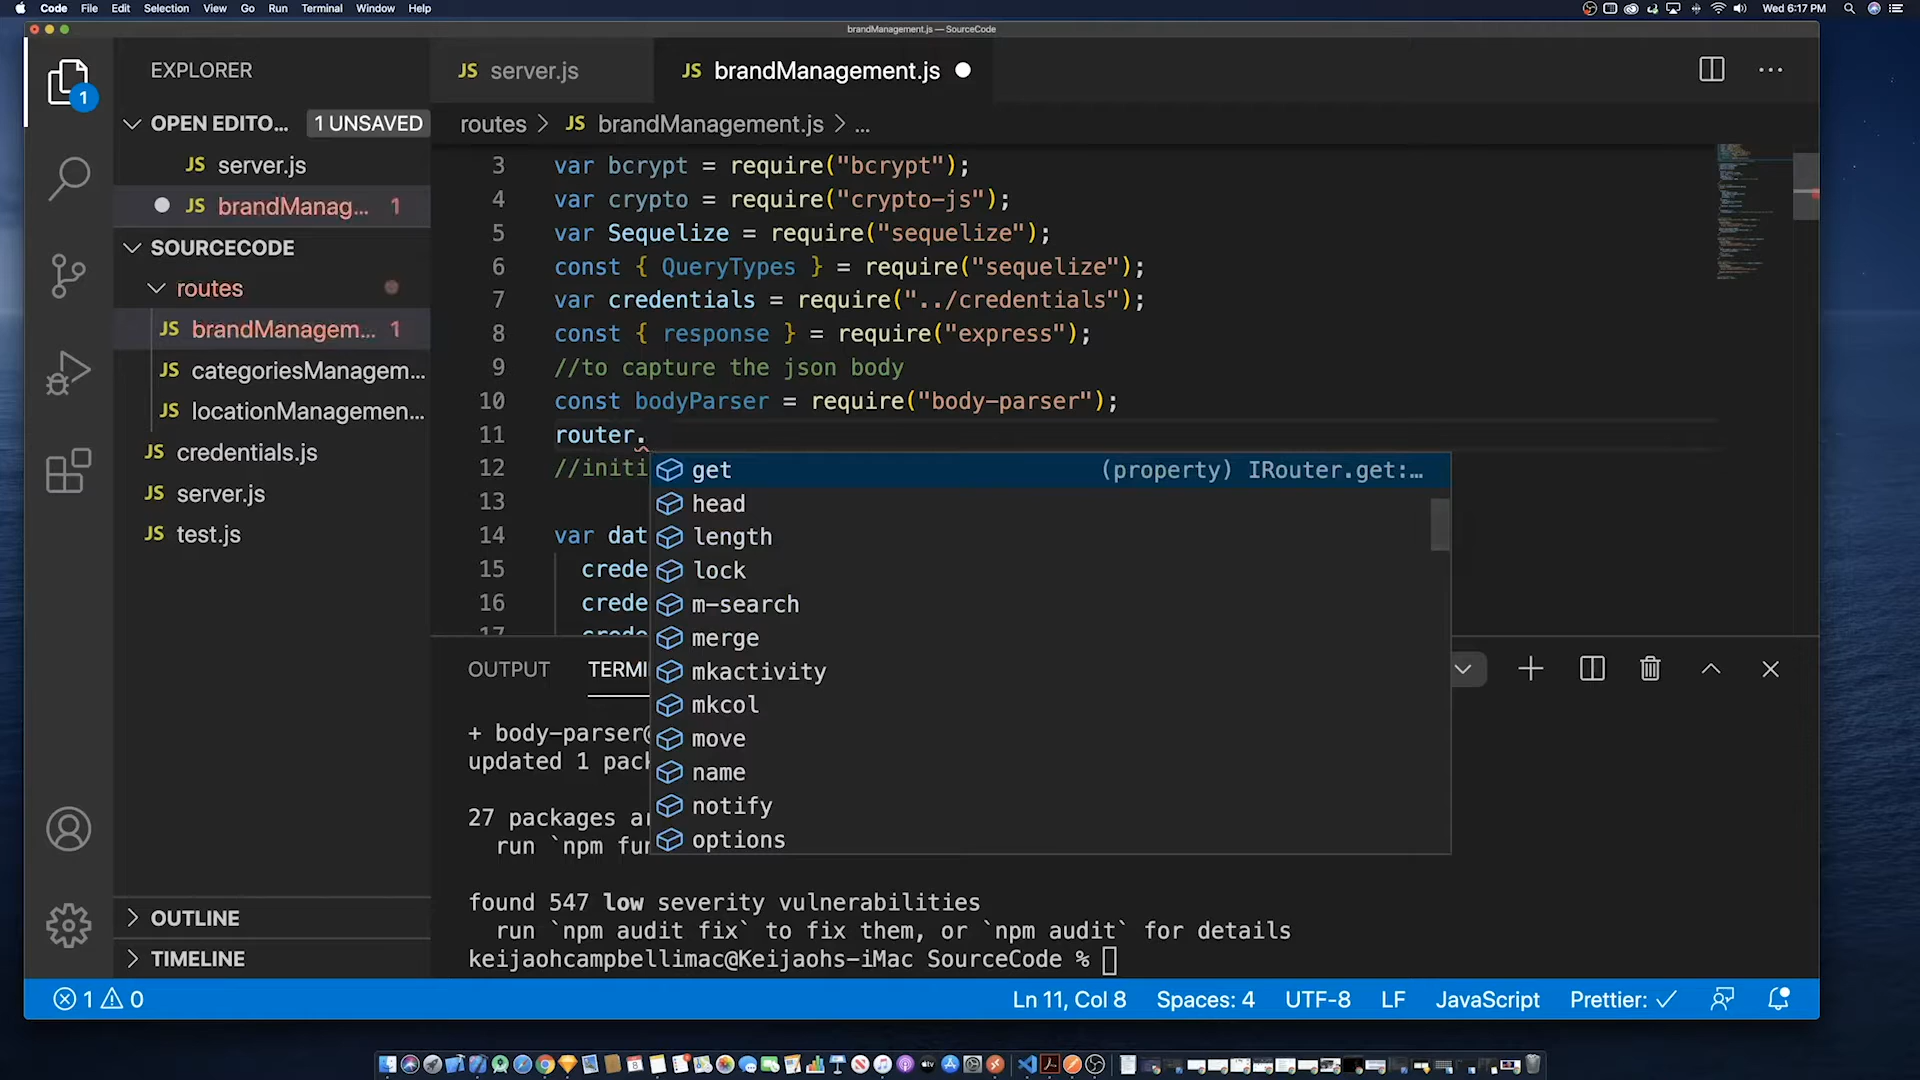 Code File Edit Selection View Go Run Terminal Window Help
Wed 6:17 PM
brandManagement.js — SourceCode
EXPLORER
OPEN EDITO... 1 UNSAVED
JS server.js
JS brandManag... 1
SOURCECODE
routes
JS brandManagem... 1
JS categoriesManagem...
JS locationManagemen...
JS credentials.js
JS server.js
JS test.js
OUTLINE
TIMELINE
1
JS server.js
JS brandManagement.js
routes > JS brandManagement.js > ...
3 var bcrypt = require("bcrypt");
4 var crypto = require("crypto-js");
5 var Sequelize = require("sequelize");
6 const { QueryTypes } = require("sequelize");
7 var credentials = require("../credentials");
8 const { response } = require("express");
9 //to capture the json body
10 const bodyParser = require("body-parser");
11 router.
12 //initi
13
14 var dat
15 crede
16 crede
17 crede
get (property) IRouter.get:...
head
length
lock
m-search
merge
mkactivity
mkcol
move
name
notify
options
OUTPUT TERMI
+ body-parser@
updated 1 pack
27 packages ar
run `npm fun
found 547 low severity vulnerabilities
run `npm audit fix` to fix them, or `npm audit` for details
keijaohcampbellimac@Keijaohs-iMac SourceCode %
1 0
Ln 11, Col 8 Spaces: 4 UTF-8 LF JavaScript Prettier: ✓